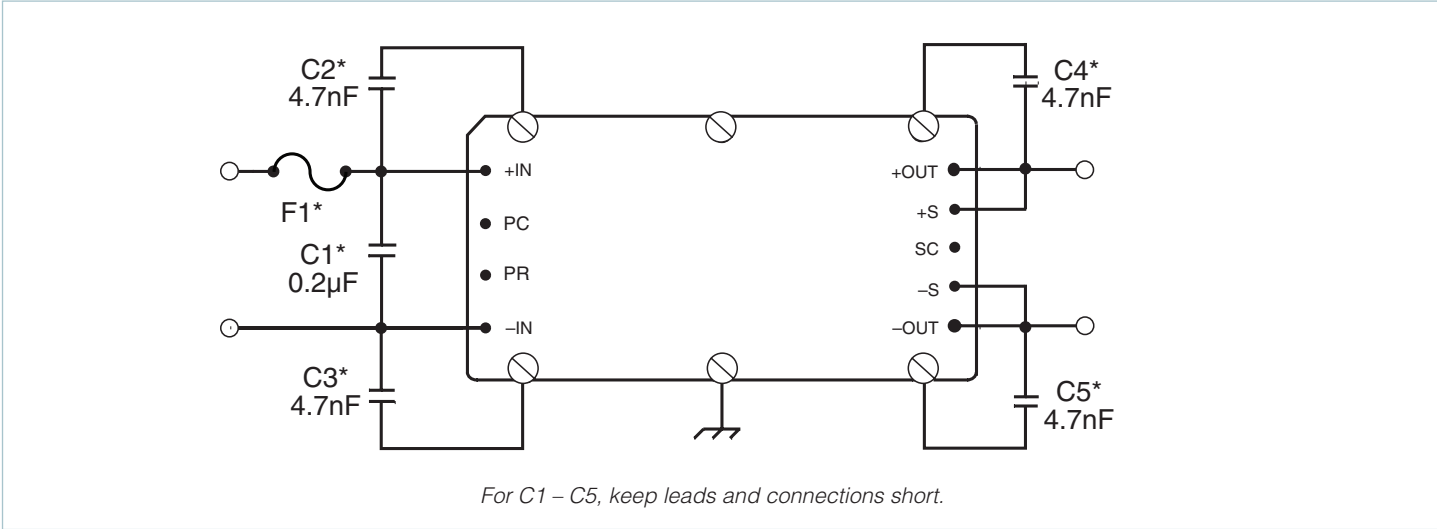 C2*
4.7nF
C4*
4.7nF
+IN
+OUT
F1*
+S
PC
C1*
0.2µF
SC
PR
–S
–IN
–OUT
C3*
4.7nF
C5*
4.7nF
For C1 – C5, keep leads and connections short.